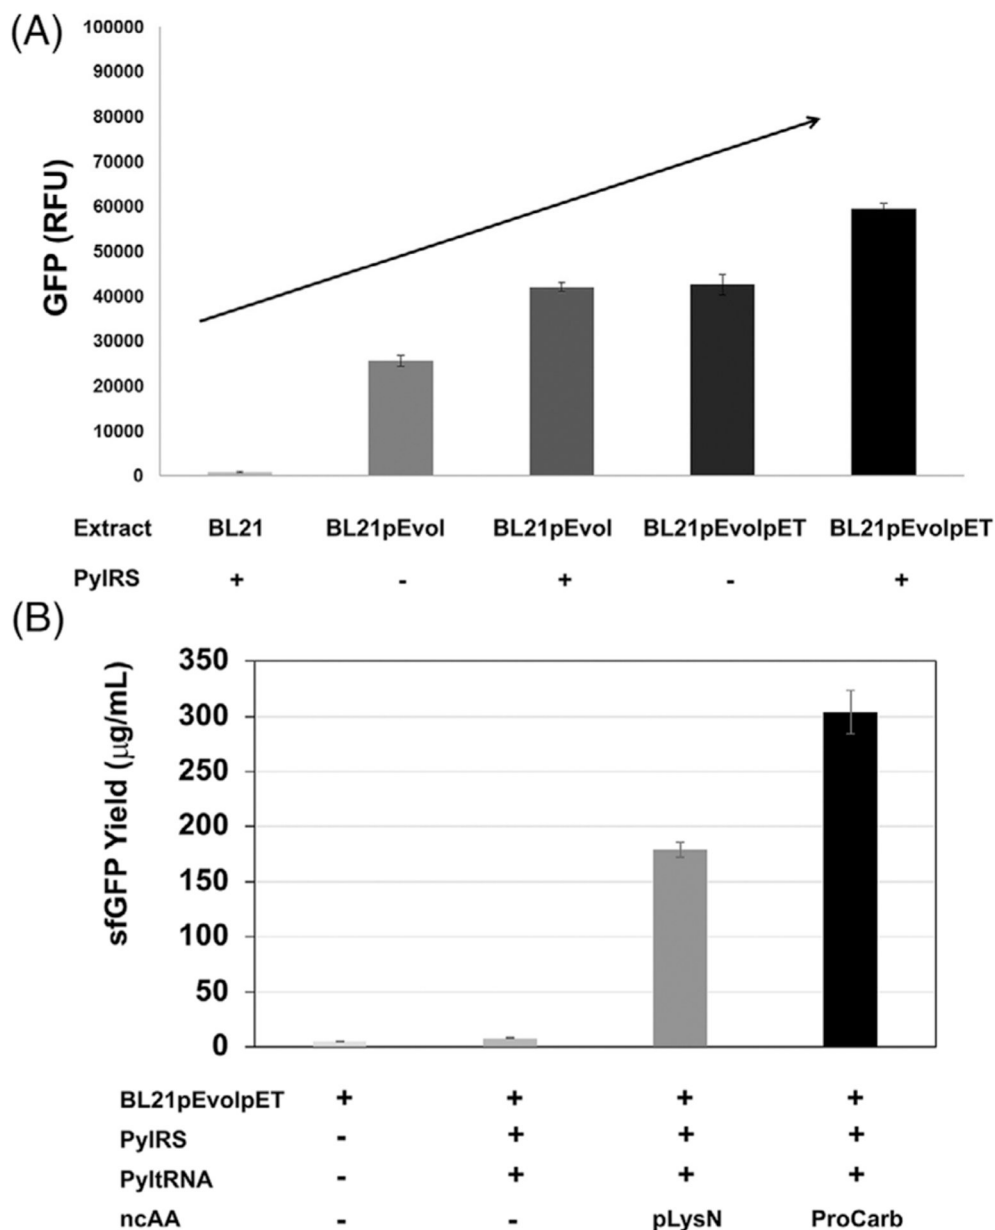 (A)
GFP (RFU)
100000
90000
80000
70000
60000
50000
40000
30000
20000
10000
0
Extract BL21 BL21pEvol BL21pEvol BL21pEvolpET BL21pEvolpET
PylRS + - + - +
(B)
sfGFP Yield (μg/mL)
350
300
250
200
150
100
50
0
BL21pEvolpET + + + +
PylRS - + + +
PyltRNA - + + +
ncAA - - pLysN ProCarb